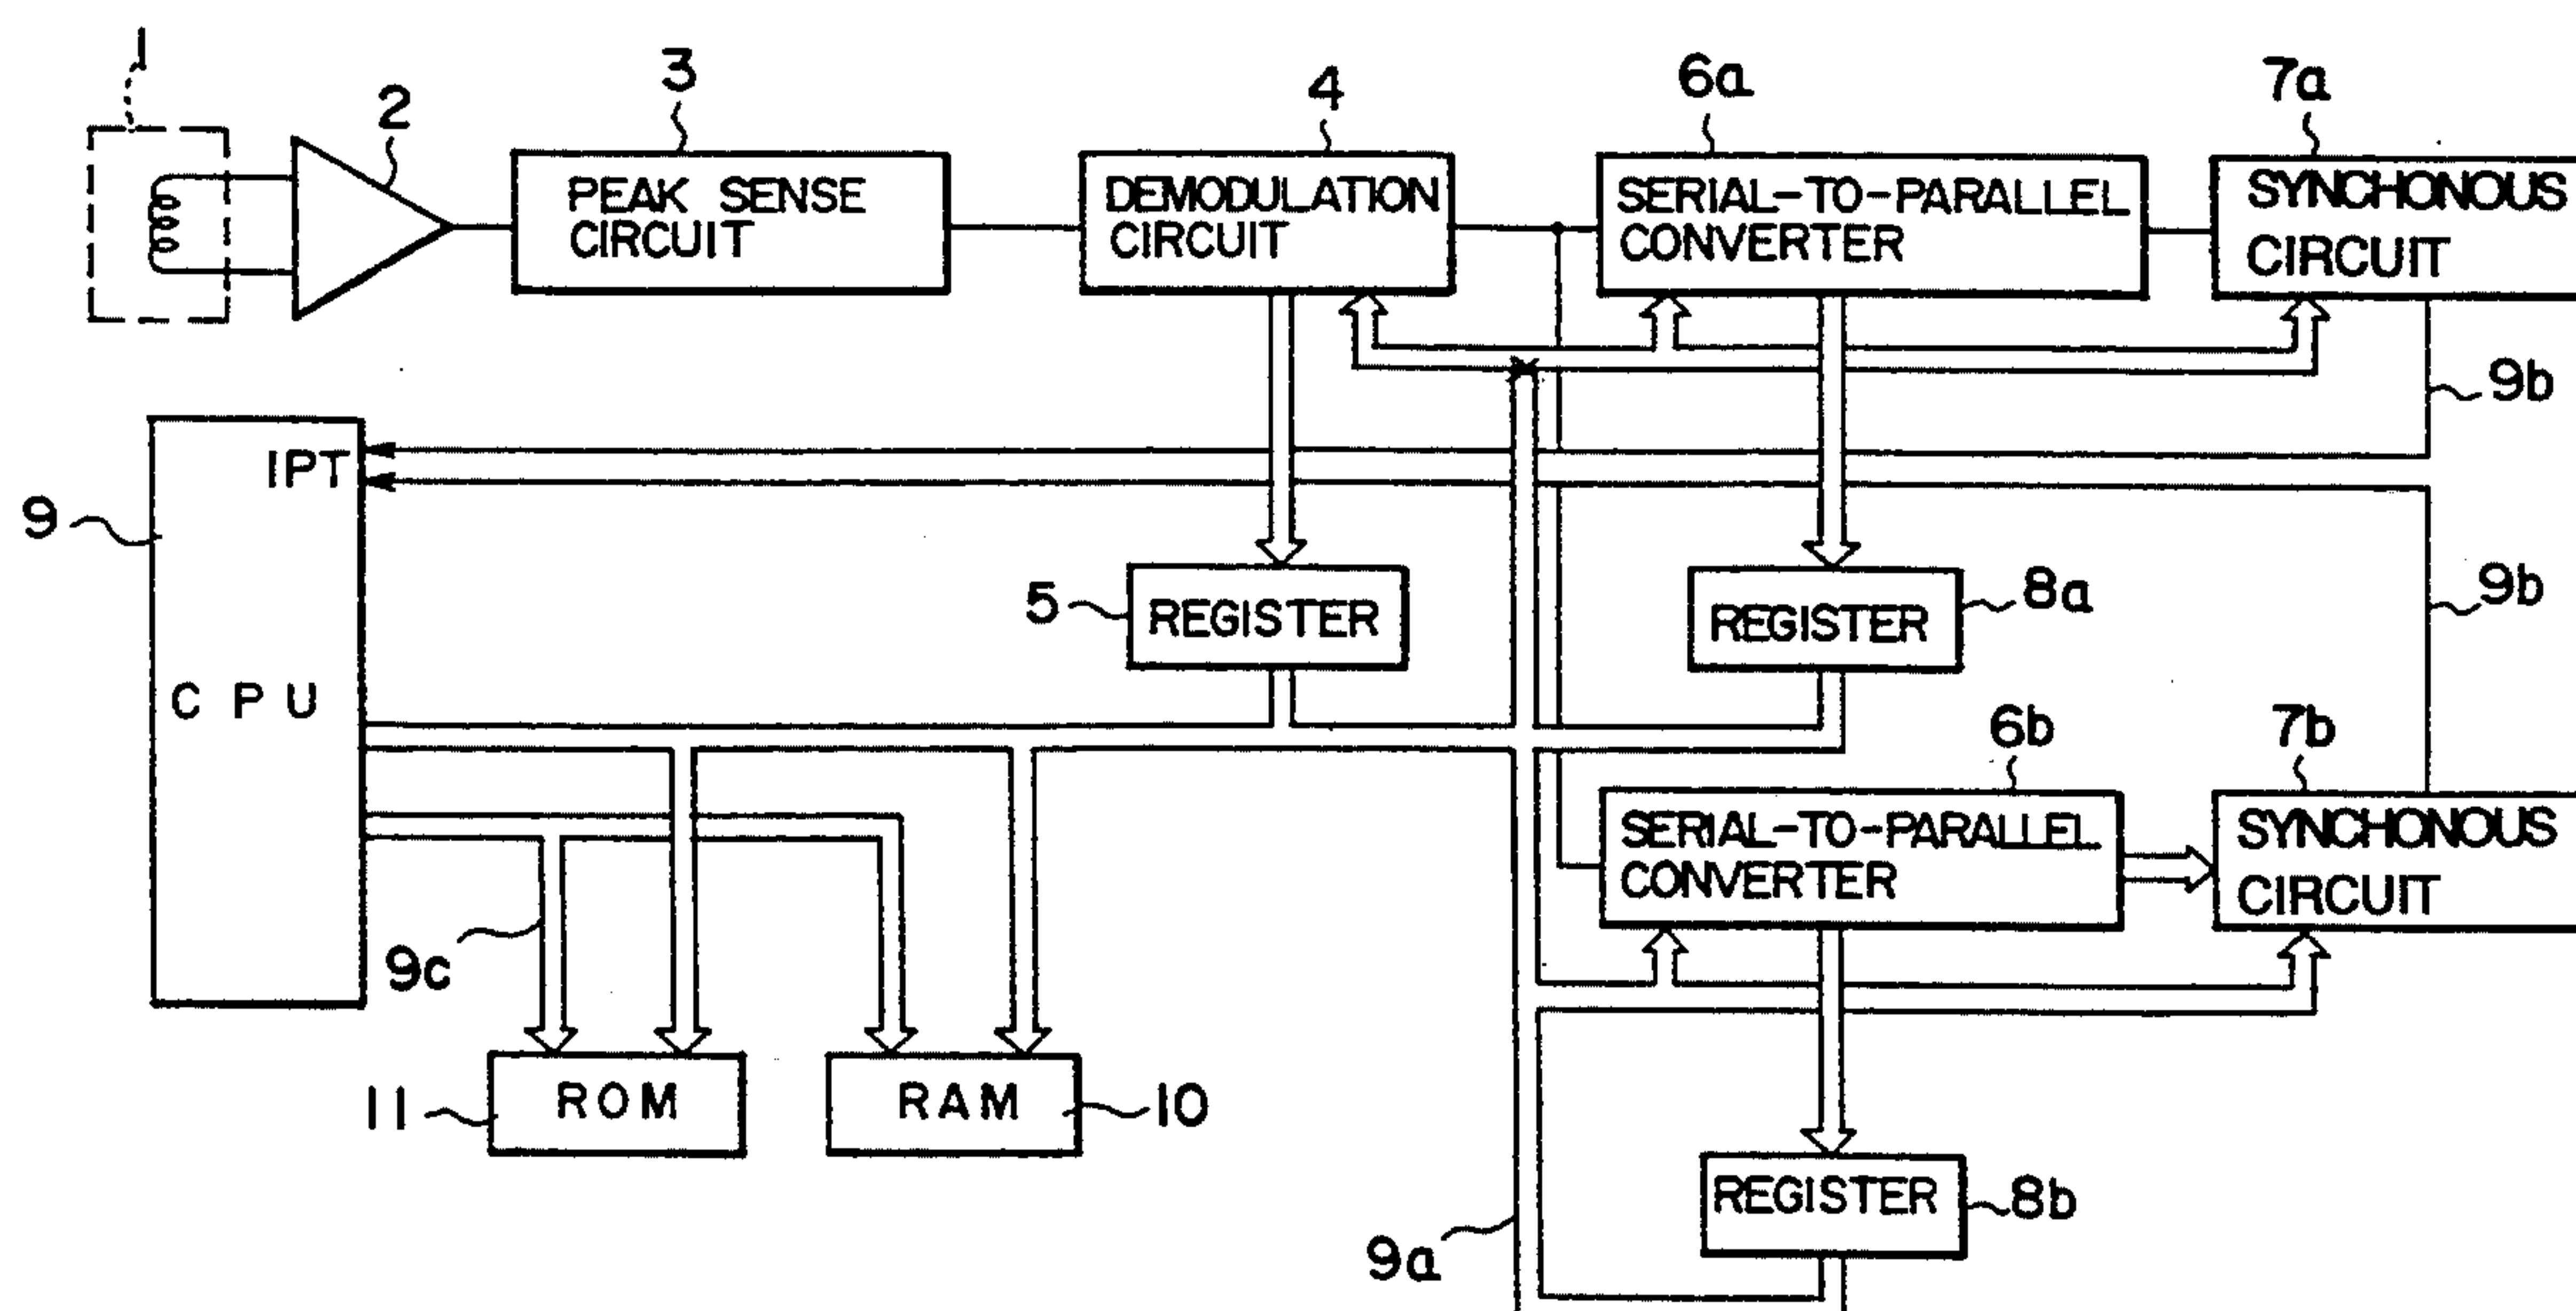 1
2
3
4
6a
7a
PEAK SENSE
CIRCUIT
DEMODULATION
CIRCUIT
SERIAL-TO-PARALLEL
CONVERTER
SYNCHONOUS
CIRCUIT
9b
IPT
9
CPU
5
REGISTER
REGISTER
8a
9b
6b
7b
SERIAL-TO-PARALLEL
CONVERTER
SYNCHONOUS
CIRCUIT
9c
11
ROM
RAM
10
REGISTER
8b
9a